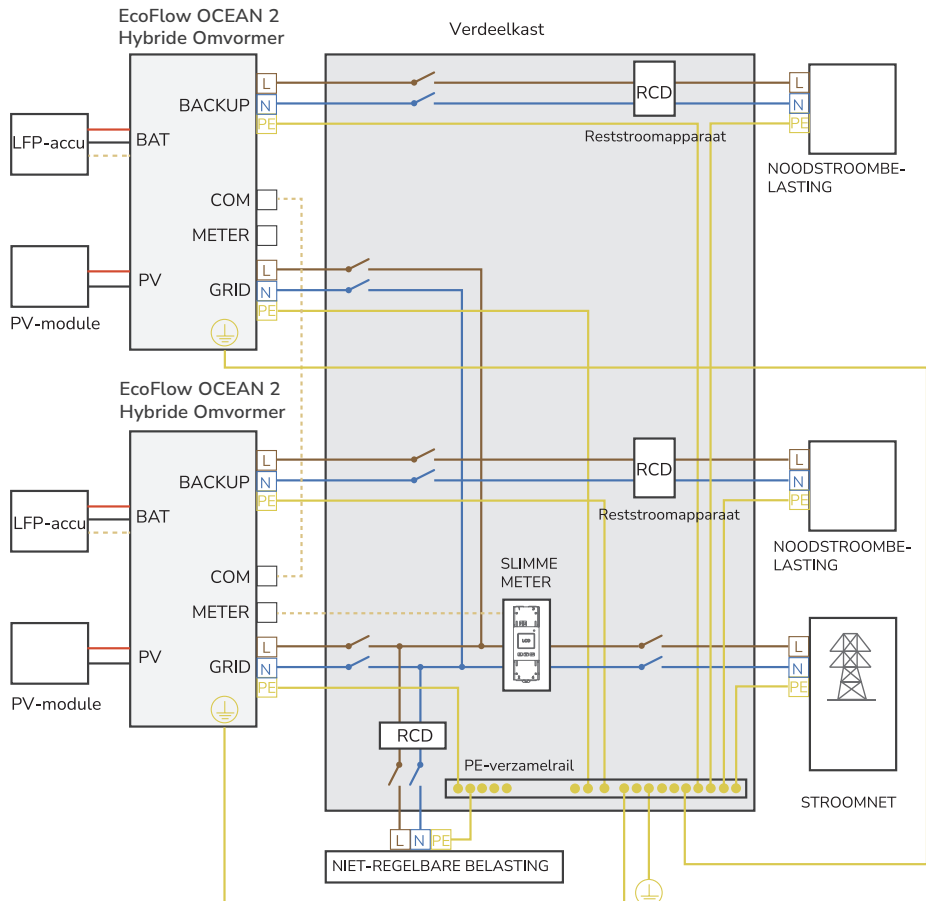 EcoFlow OCEAN 2
Hybride Omvormer
Verdeelkast
L
BACKUP
N
PE
LFP-accu
BAT
RCD
Reststroomapparaat
L
N
PE
NOODSTROOMBE-
LASTING
COM
METER
L
PV
GRID
N
PE
PV-module
EcoFlow OCEAN 2
Hybride Omvormer
L
BACKUP
N
PE
LFP-accu
BAT
RCD
Reststroomapparaat
L
N
PE
NOODSTROOMBE-
LASTING
COM
METER
SLIMME
METER
L
PV
GRID
N
PE
PV-module
L
N
PE
RCD
PE-verzamelrail
STROOMNET
L
N
PE
NIET-REGELBARE BELASTING